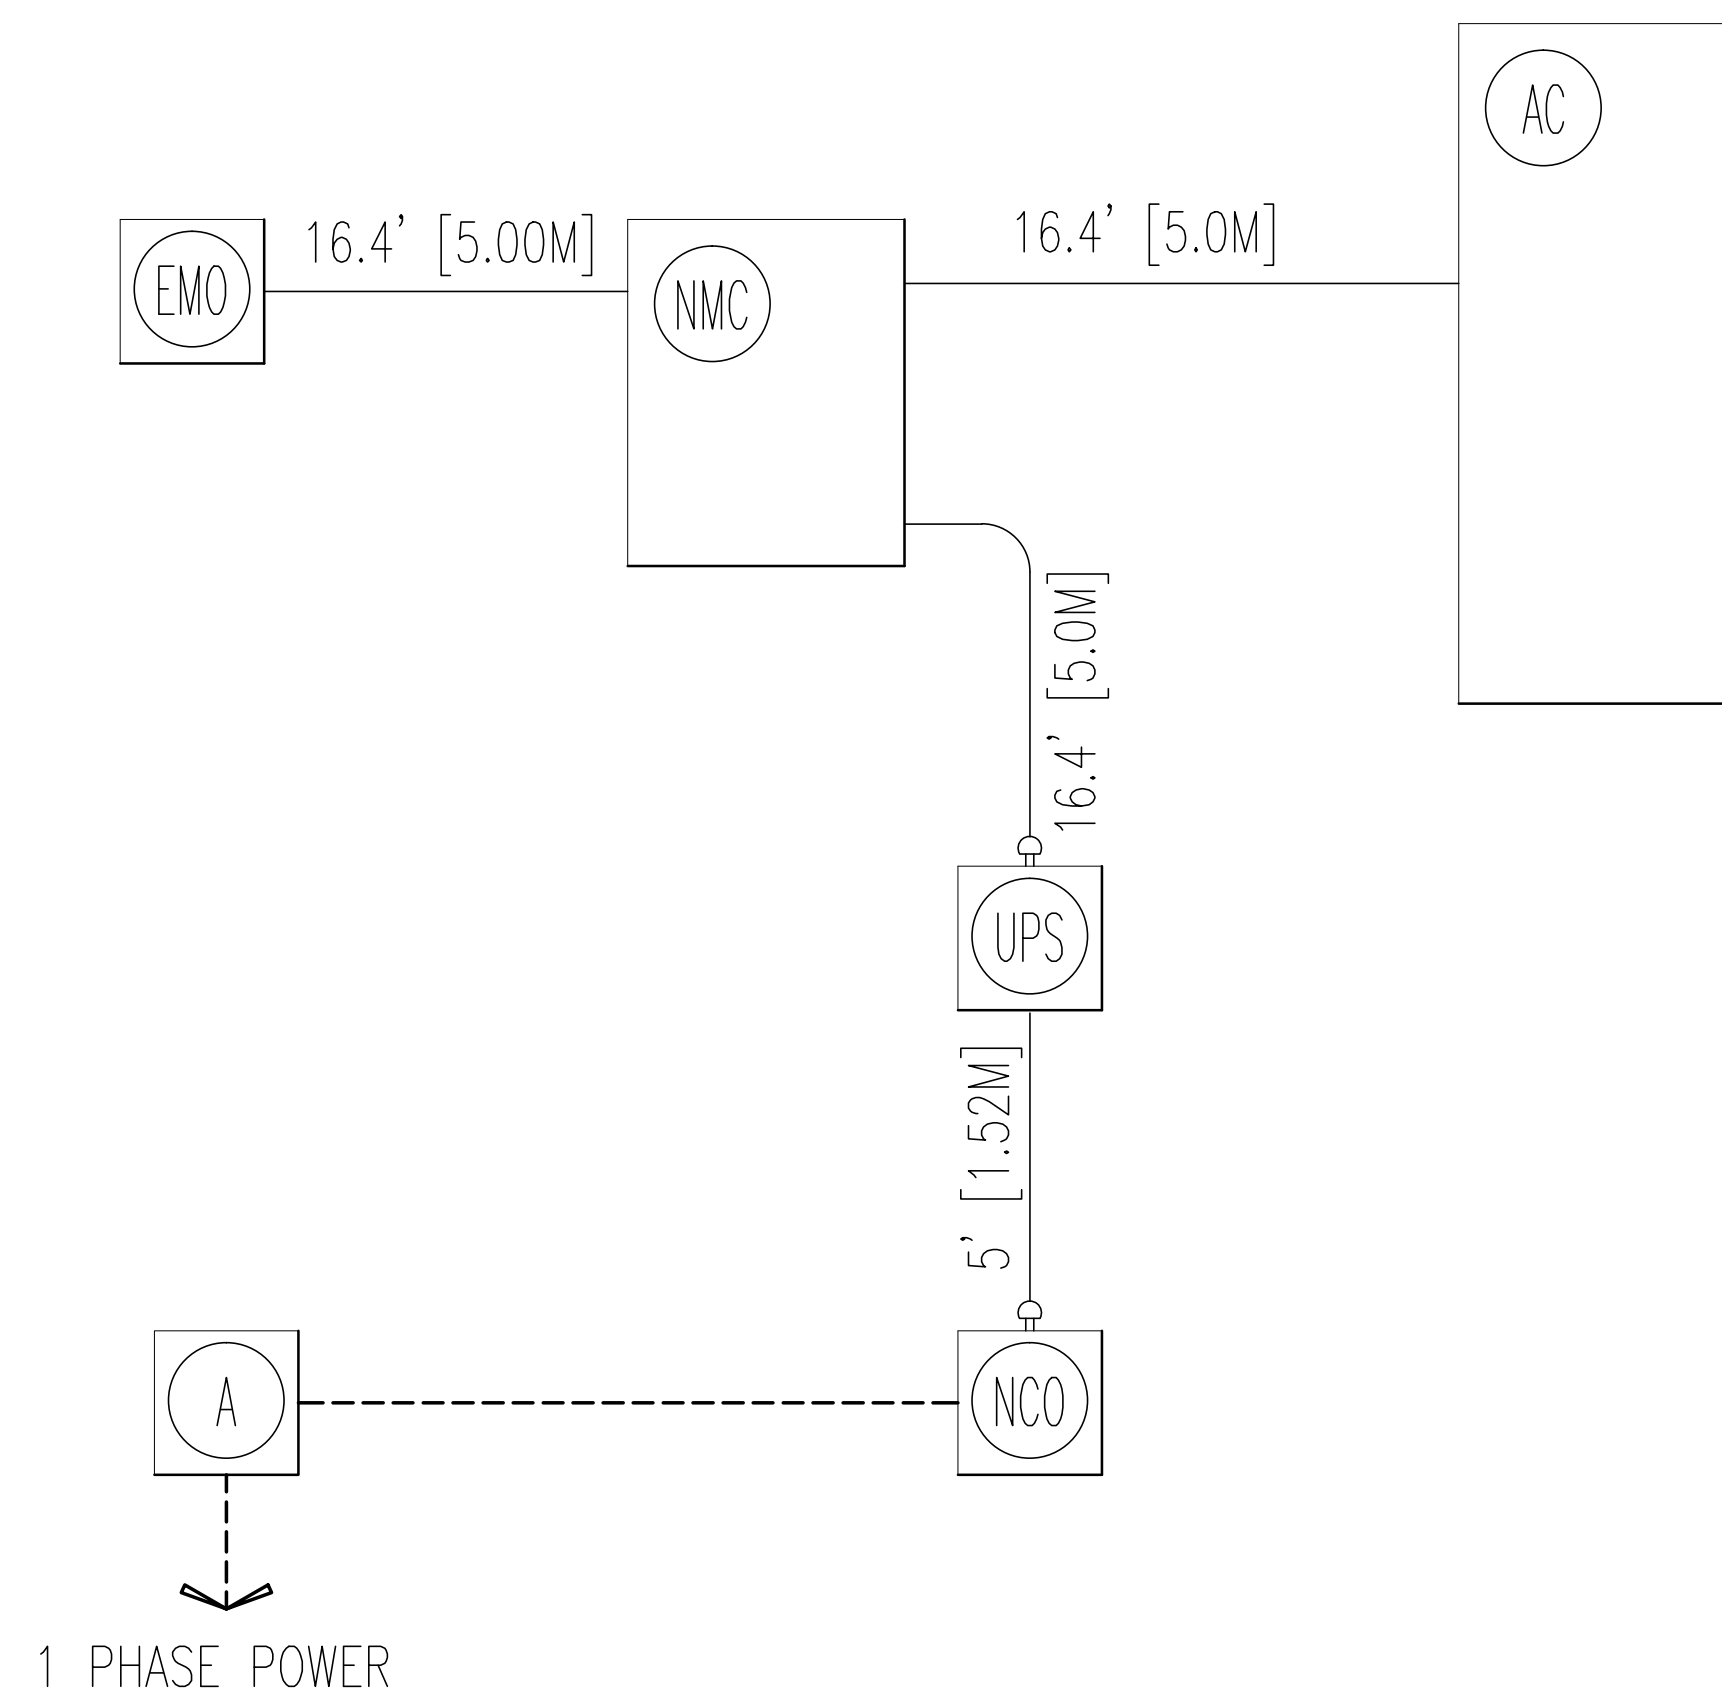 AC
16.4' [5.00M]
16.4' [5.0M]
EMO
NMC
16.4' [5.0M]
UPS
5' [1.52M]
A
NCO
1 PHASE POWER